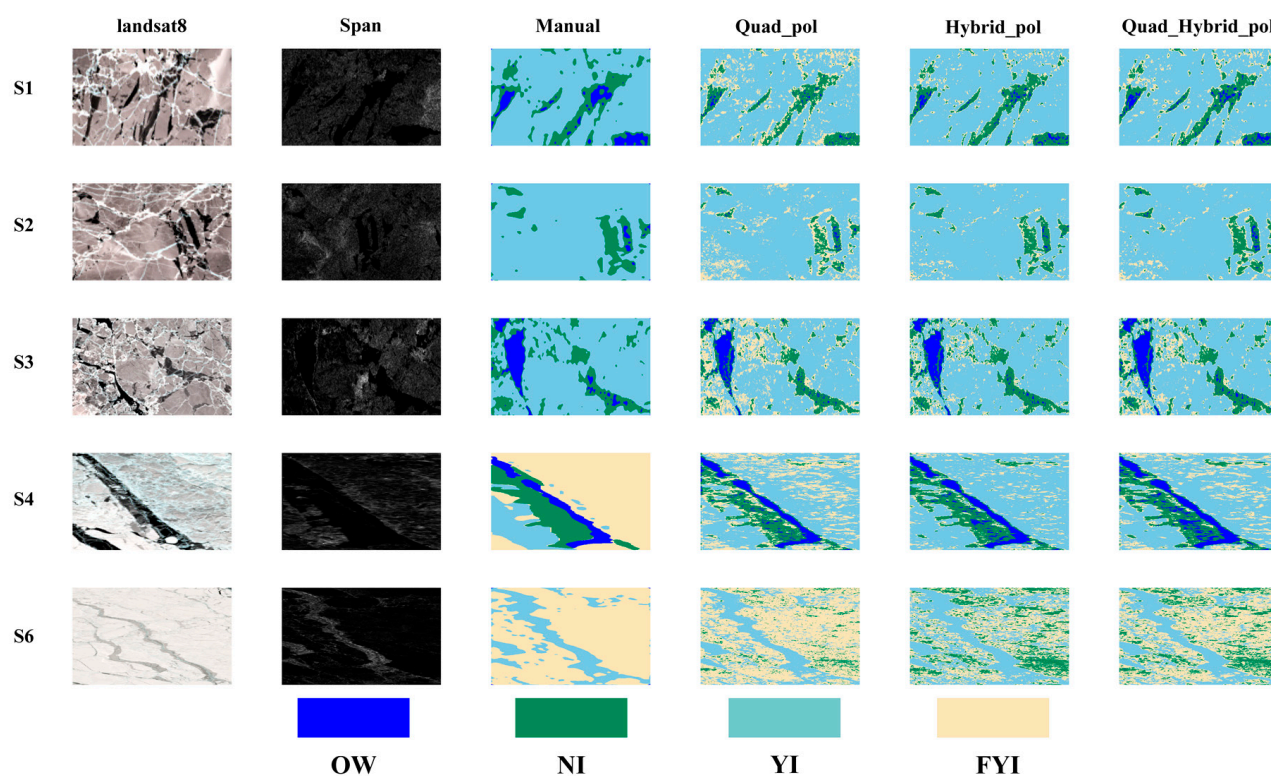 landsat8 Span Manual Quad_pol Hybrid_pol Quad_Hybrid_pol
S1
S2
S3
S4
S6
OW NI YI FYI